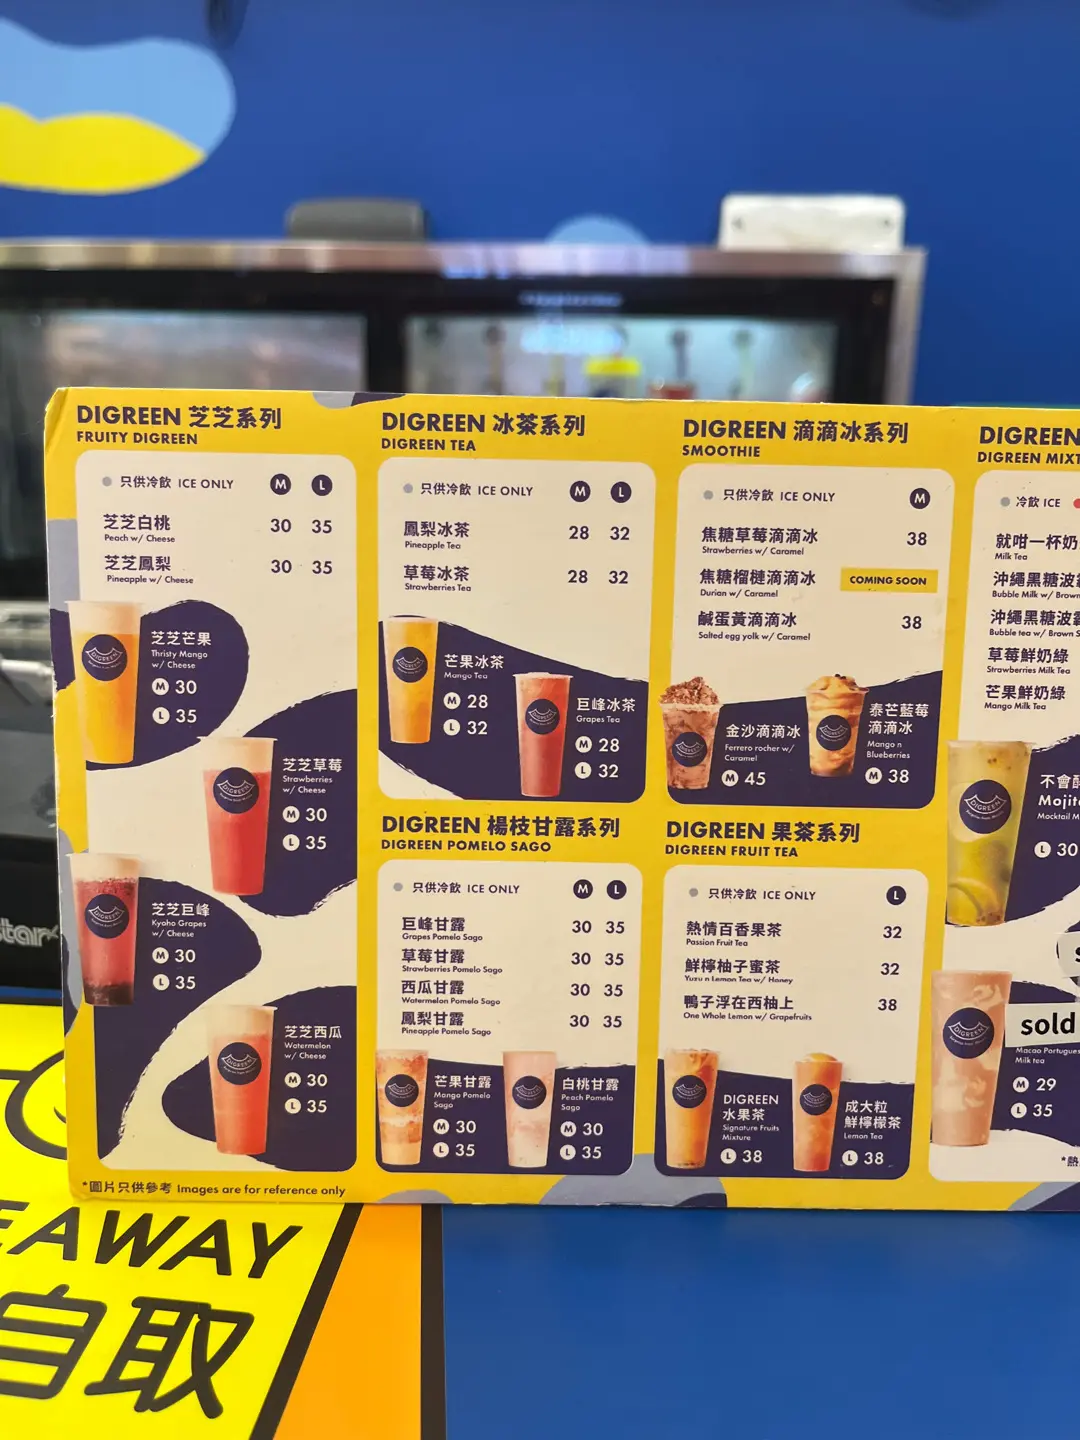 DIGREEN 芝芝系列
FRUITY DIGREEN
只供冷飲 ICE ONLY M L
芝芝白桃 30 35
Peach w/ Cheese
芝芝鳳梨 30 35
Pineapple w/ Cheese
芝芝芒果
Thristy Mango
w/ Cheese
M 30
L 35
芝芝草莓
Strawberries
w/ Cheese
M 30
L 35
芝芝巨峰
Kyoho Grapes
w/ Cheese
M 30
L 35
芝芝西瓜
Watermelon
w/ Cheese
M 30
L 35
*圖片只供參考 Images are for reference only
DIGREEN 冰茶系列
DIGREEN TEA
只供冷飲 ICE ONLY M L
鳳梨冰茶 28 32
Pineapple Tea
草莓冰茶 28 32
Strawberries Tea
芒果冰茶
Mango Tea
M 28
L 32
巨峰冰茶
Grapes Tea
M 28
L 32
DIGREEN 楊枝甘露系列
DIGREEN POMELO SAGO
只供冷飲 ICE ONLY M L
巨峰甘露 30 35
Grapes Pomelo Sago
草莓甘露 30 35
Strawberries Pomelo Sago
西瓜甘露 30 35
Watermelon Pomelo Sago
鳳梨甘露 30 35
Pineapple Pomelo Sago
芒果甘露
Mango Pomelo
Sago
M 30
L 35
白桃甘露
Peach Pomelo
Sago
M 30
L 35
DIGREEN 滴滴冰系列
SMOOTHIE
只供冷飲 ICE ONLY M
焦糖草莓滴滴冰 38
Strawberries w/ Caramel
焦糖榴槤滴滴冰 COMING SOON
Durian w/ Caramel
鹹蛋黃滴滴冰 38
Salted egg yolk w/ Caramel
金沙滴滴冰
Ferrero rocher w/
Caramel
M 45
泰芒藍莓
滴滴冰
Mango n
Blueberries
M 38
DIGREEN 果茶系列
DIGREEN FRUIT TEA
只供冷飲 ICE ONLY L
熱情百香果茶 32
Passion Fruit Tea
鮮檸柚子蜜茶 32
Yuzu n Lemon Tea w/ Honey
鴨子浮在西柚上 38
One Whole Lemon w/ Grapefruits
DIGREEN
水果茶
Signature Fruits
Mixture
L 38
成大粒
鮮檸檬茶
Lemon Tea
L 38
DIGREEN
DIGREEN MIXT
冷飲 ICE
就咁一杯奶
Milk Tea
沖繩黑糖波
Bubble Milk w/ Brown
沖繩黑糖波
Bubble tea w/ Brown S
草莓鮮奶綠
Strawberries Milk Tea
芒果鮮奶綠
Mango Milk Tea
不會
Mojit
Mocktail M
L 30
s
sold
Macao Portugues
Milk tea
M 29
L 35
*熱
EAWAY
自取
star